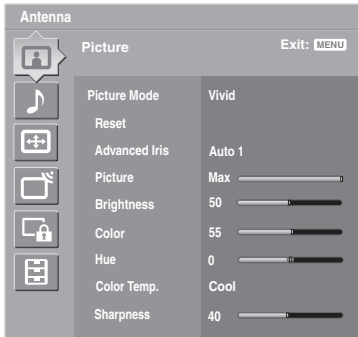 Antenna
Picture Exit: MENU
Picture Mode Vivid
Reset
Advanced Iris Auto 1
Picture Max
Brightness 50
Color 55
Hue 0
Color Temp. Cool
Sharpness 40